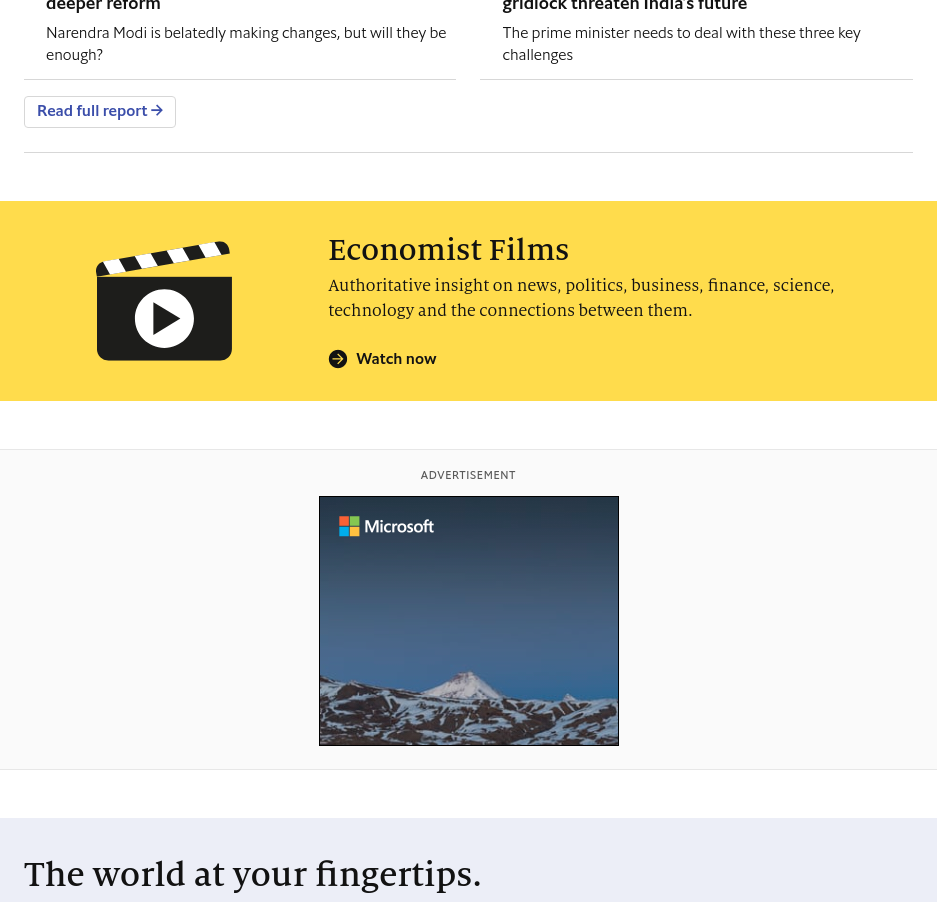 deeper reform
Narendra Modi is belatedly making changes, but will they be
enough?
gridlock threaten India's future
The prime minister needs to deal with these three key
challenges
Read full report →
Economist Films
Authoritative insight on news, politics, business, finance, science,
technology and the connections between them.
Watch now
ADVERTISEMENT
Microsoft
The world at your fingertips.